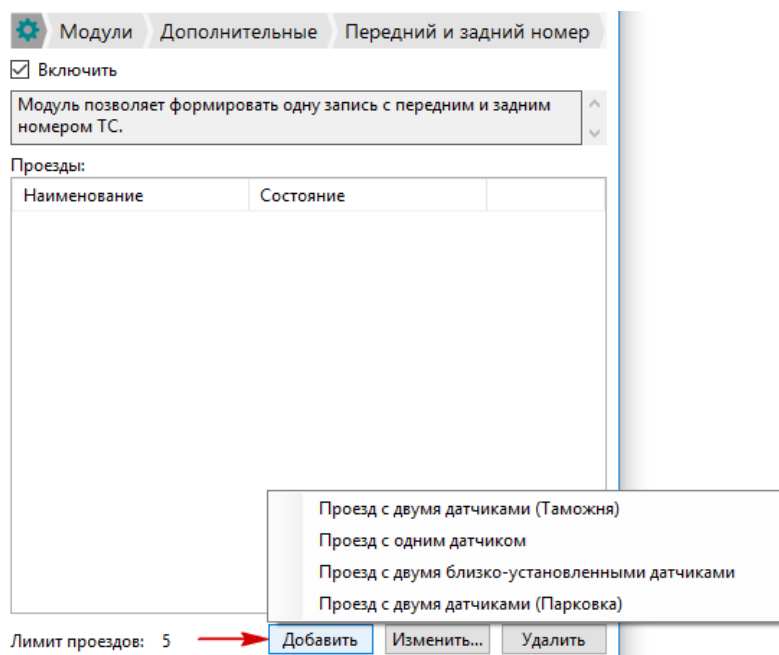 Модули Дополнительные Передний и задний номер
Включить
Модуль позволяет формировать одну запись с передним и задним
номером ТС.
Проезды:
Наименование Состояние
Проезд с двумя датчиками (Таможня)
Проезд с одним датчиком
Проезд с двумя близко-установленными датчиками
Проезд с двумя датчиками (Парковка)
Лимит проездов: 5 Добавить Изменить... Удалить